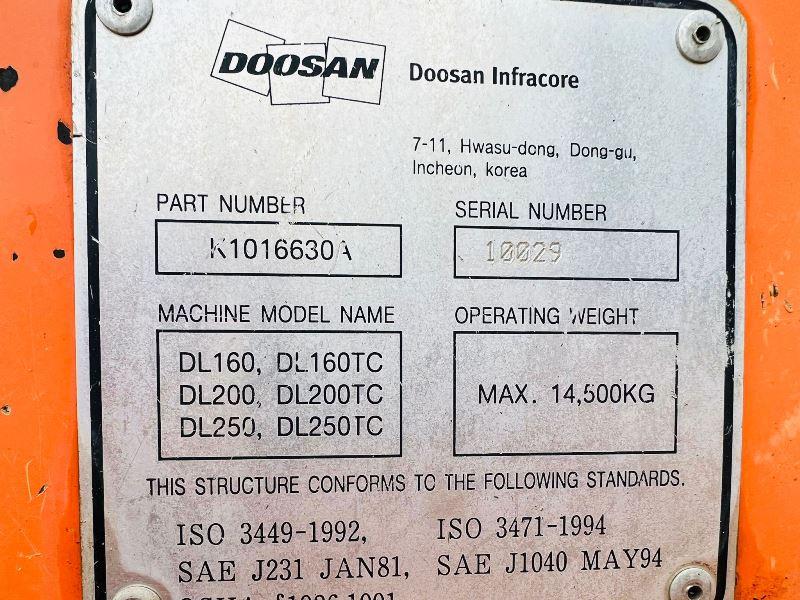 DOOSAN Doosan Infracore
7-11, Hwasu-dong, Dong-gu,
Incheon, korea
PART NUMBER SERIAL NUMBER
K1016630A 10029
MACHINE MODEL NAME OPERATING WEIGHT
DL160, DL160TC
DL200, DL200TC
DL250, DL250TC
MAX. 14,500KG
THIS STRUCTURE CONFORMS TO THE FOLLOWING STANDARDS.
ISO 3449-1992, ISO 3471-1994
SAE J231 JAN81, SAE J1040 MAY94